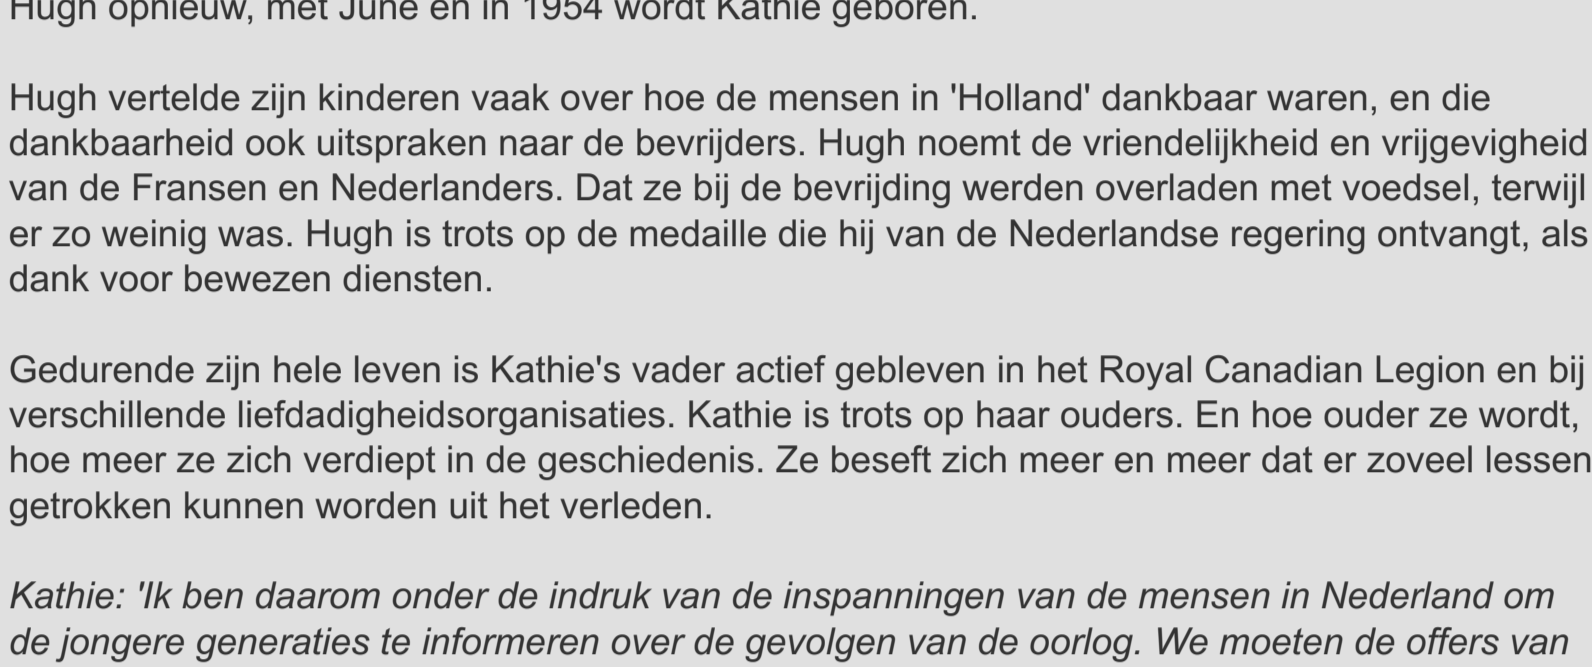 Hugh opnieuw, met June en in 1954 wordt Kathie geboren.
Hugh vertelde zijn kinderen vaak over hoe de mensen in 'Holland' dankbaar waren, en die
dankbaarheid ook uitspraken naar de bevrijders. Hugh noemt de vriendelijkheid en vrijgevigheid
van de Fransen en Nederlanders. Dat ze bij de bevrijding werden overladen met voedsel, terwijl
er zo weinig was. Hugh is trots op de medaille die hij van de Nederlandse regering ontvangt, als
dank voor bewezen diensten.
Gedurende zijn hele leven is Kathie's vader actief gebleven in het Royal Canadian Legion en bij
verschillende liefdadigheidsorganisaties. Kathie is trots op haar ouders. En hoe ouder ze wordt,
hoe meer ze zich verdiept in de geschiedenis. Ze beseft zich meer en meer dat er zoveel lessen
getrokken kunnen worden uit het verleden.
Kathie: 'Ik ben daarom onder de indruk van de inspanningen van de mensen in Nederland om
de jongere generaties te informeren over de gevolgen van de oorlog. We moeten de offers van